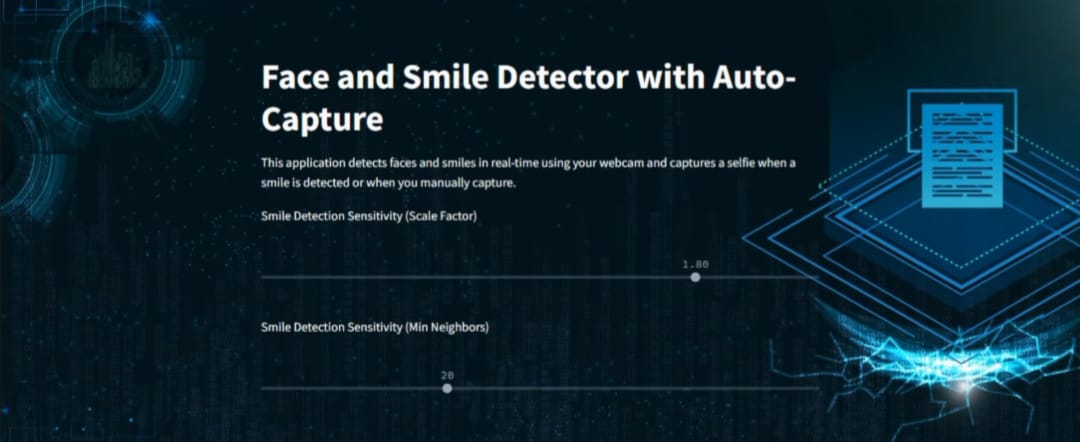 Face and Smile Detector with Auto-
Capture
This application detects faces and smiles in real-time using your webcam and captures a selfie when a
smile is detected or when you manually capture.
Smile Detection Sensitivity (Scale Factor)
1.80
Smile Detection Sensitivity (Min Neighbors)
20